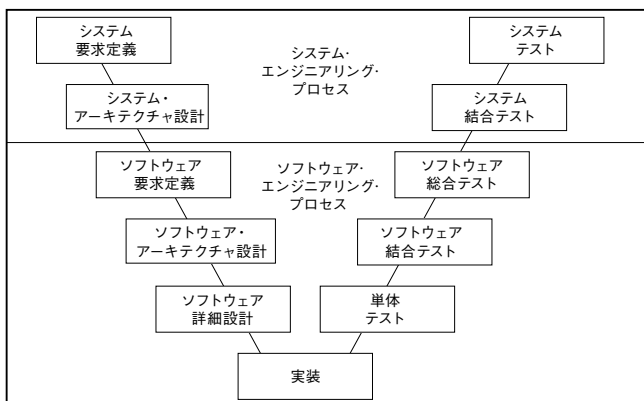 システム
要求定義
システム・
エンジニアリング・
プロセス
システム
テスト
システム・
アーキテクチャ設計
システム
結合テスト
ソフトウェア
要求定義
ソフトウェア・
エンジニアリング・
プロセス
ソフトウェア
総合テスト
ソフトウェア・
アーキテクチャ設計
ソフトウェア
結合テスト
ソフトウェア
詳細設計
単体
テスト
実装